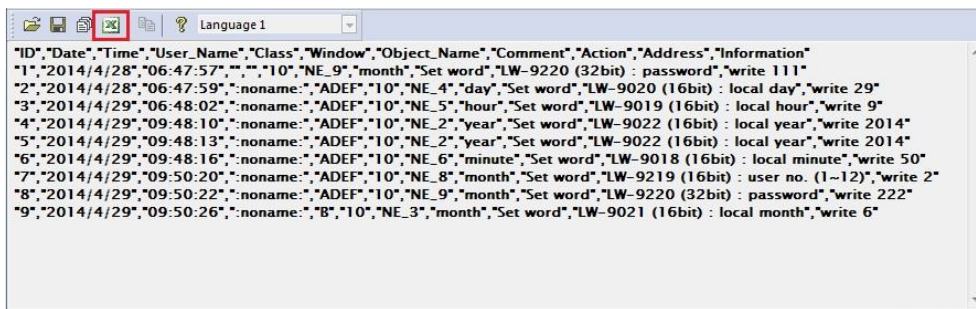 Language 1
"ID","Date","Time","User_Name","Class","Window","Object_Name","Comment","Action","Address","Information"
"1","2014/4/28","06:47:57","","","10","NE_9","month","Set word","LW-9220 (32bit) : password","write 111"
"2","2014/4/28","06:47:59",":noname:","ADEF","10","NE_4","day","Set word","LW-9020 (16bit) : local day","write 29"
"3","2014/4/29","06:48:02",":noname:","ADEF","10","NE_5","hour","Set word","LW-9019 (16bit) : local hour","write 9"
"4","2014/4/29","09:48:10",":noname:","ADEF","10","NE_2","year","Set word","LW-9022 (16bit) : local year","write 2014"
"5","2014/4/29","09:48:13",":noname:","ADEF","10","NE_2","year","Set word","LW-9022 (16bit) : local year","write 2014"
"6","2014/4/29","09:48:16",":noname:","ADEF","10","NE_6","minute","Set word","LW-9018 (16bit) : local minute","write 50"
"7","2014/4/29","09:50:20",":noname:","ADEF","10","NE_8","month","Set word","LW-9219 (16bit) : user no. (1~12)","write 2"
"8","2014/4/29","09:50:22",":noname:","ADEF","10","NE_9","month","Set word","LW-9220 (32bit) : password","write 222"
"9","2014/4/29","09:50:26",":noname:","B","10","NE_3","month","Set word","LW-9021 (16bit) : local month","write 6"